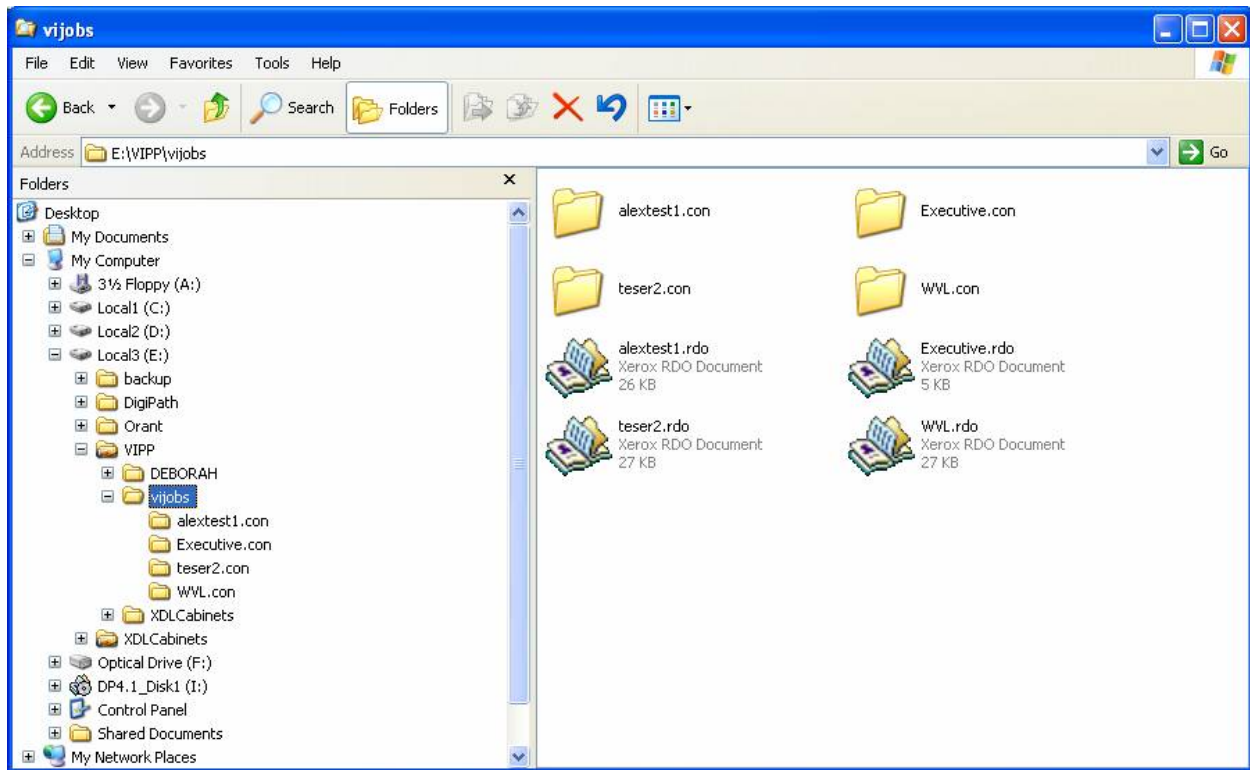 vijobs
File Edit View Favorites Tools Help
Back Search Folders
Address E:\VIPP\vijobs Go
Folders
Desktop
My Documents
My Computer
3½ Floppy (A:)
Local1 (C:)
Local2 (D:)
Local3 (E:)
backup
DigiPath
Orant
VIPP
DEBORAH
vijobs
alextest1.con
Executive.con
teser2.con
WVL.con
XDLCabinets
XDLCabinets
Optical Drive (F:)
DP4.1_Disk1 (I:)
Control Panel
Shared Documents
My Network Places
alextest1.con
Executive.con
teser2.con
WVL.con
alextest1.rdo
Xerox RDO Document
26 KB
Executive.rdo
Xerox RDO Document
5 KB
teser2.rdo
Xerox RDO Document
27 KB
WVL.rdo
Xerox RDO Document
27 KB